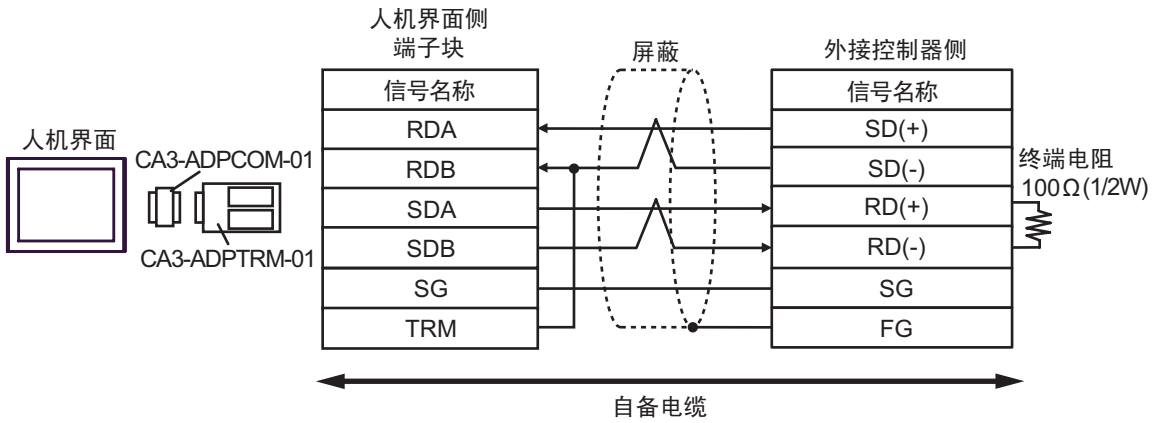 人机界面侧
端子块
屏蔽
外接控制器侧
信号名称
信号名称
RDA
SD(+)
人机界面
CA3-ADPCOM-01
RDB
SD(-)
终端电阻
100Ω(1/2W)
SDA
RD(+)
SDB
RD(-)
CA3-ADPTRM-01
SG
SG
TRM
FG
自备电缆